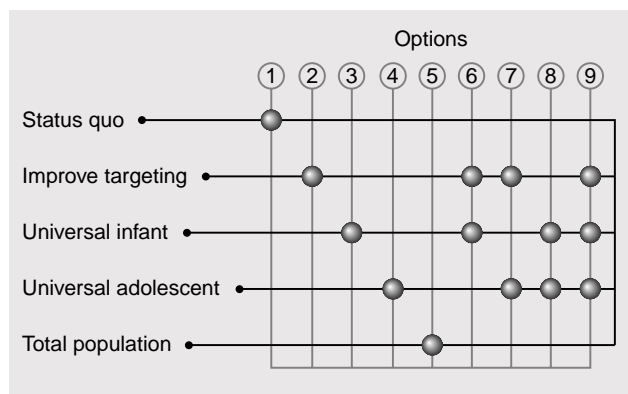 Options
1 2 3 4 5 6 7 8 9
Status quo
Improve targeting
Universal infant
Universal adolescent
Total population